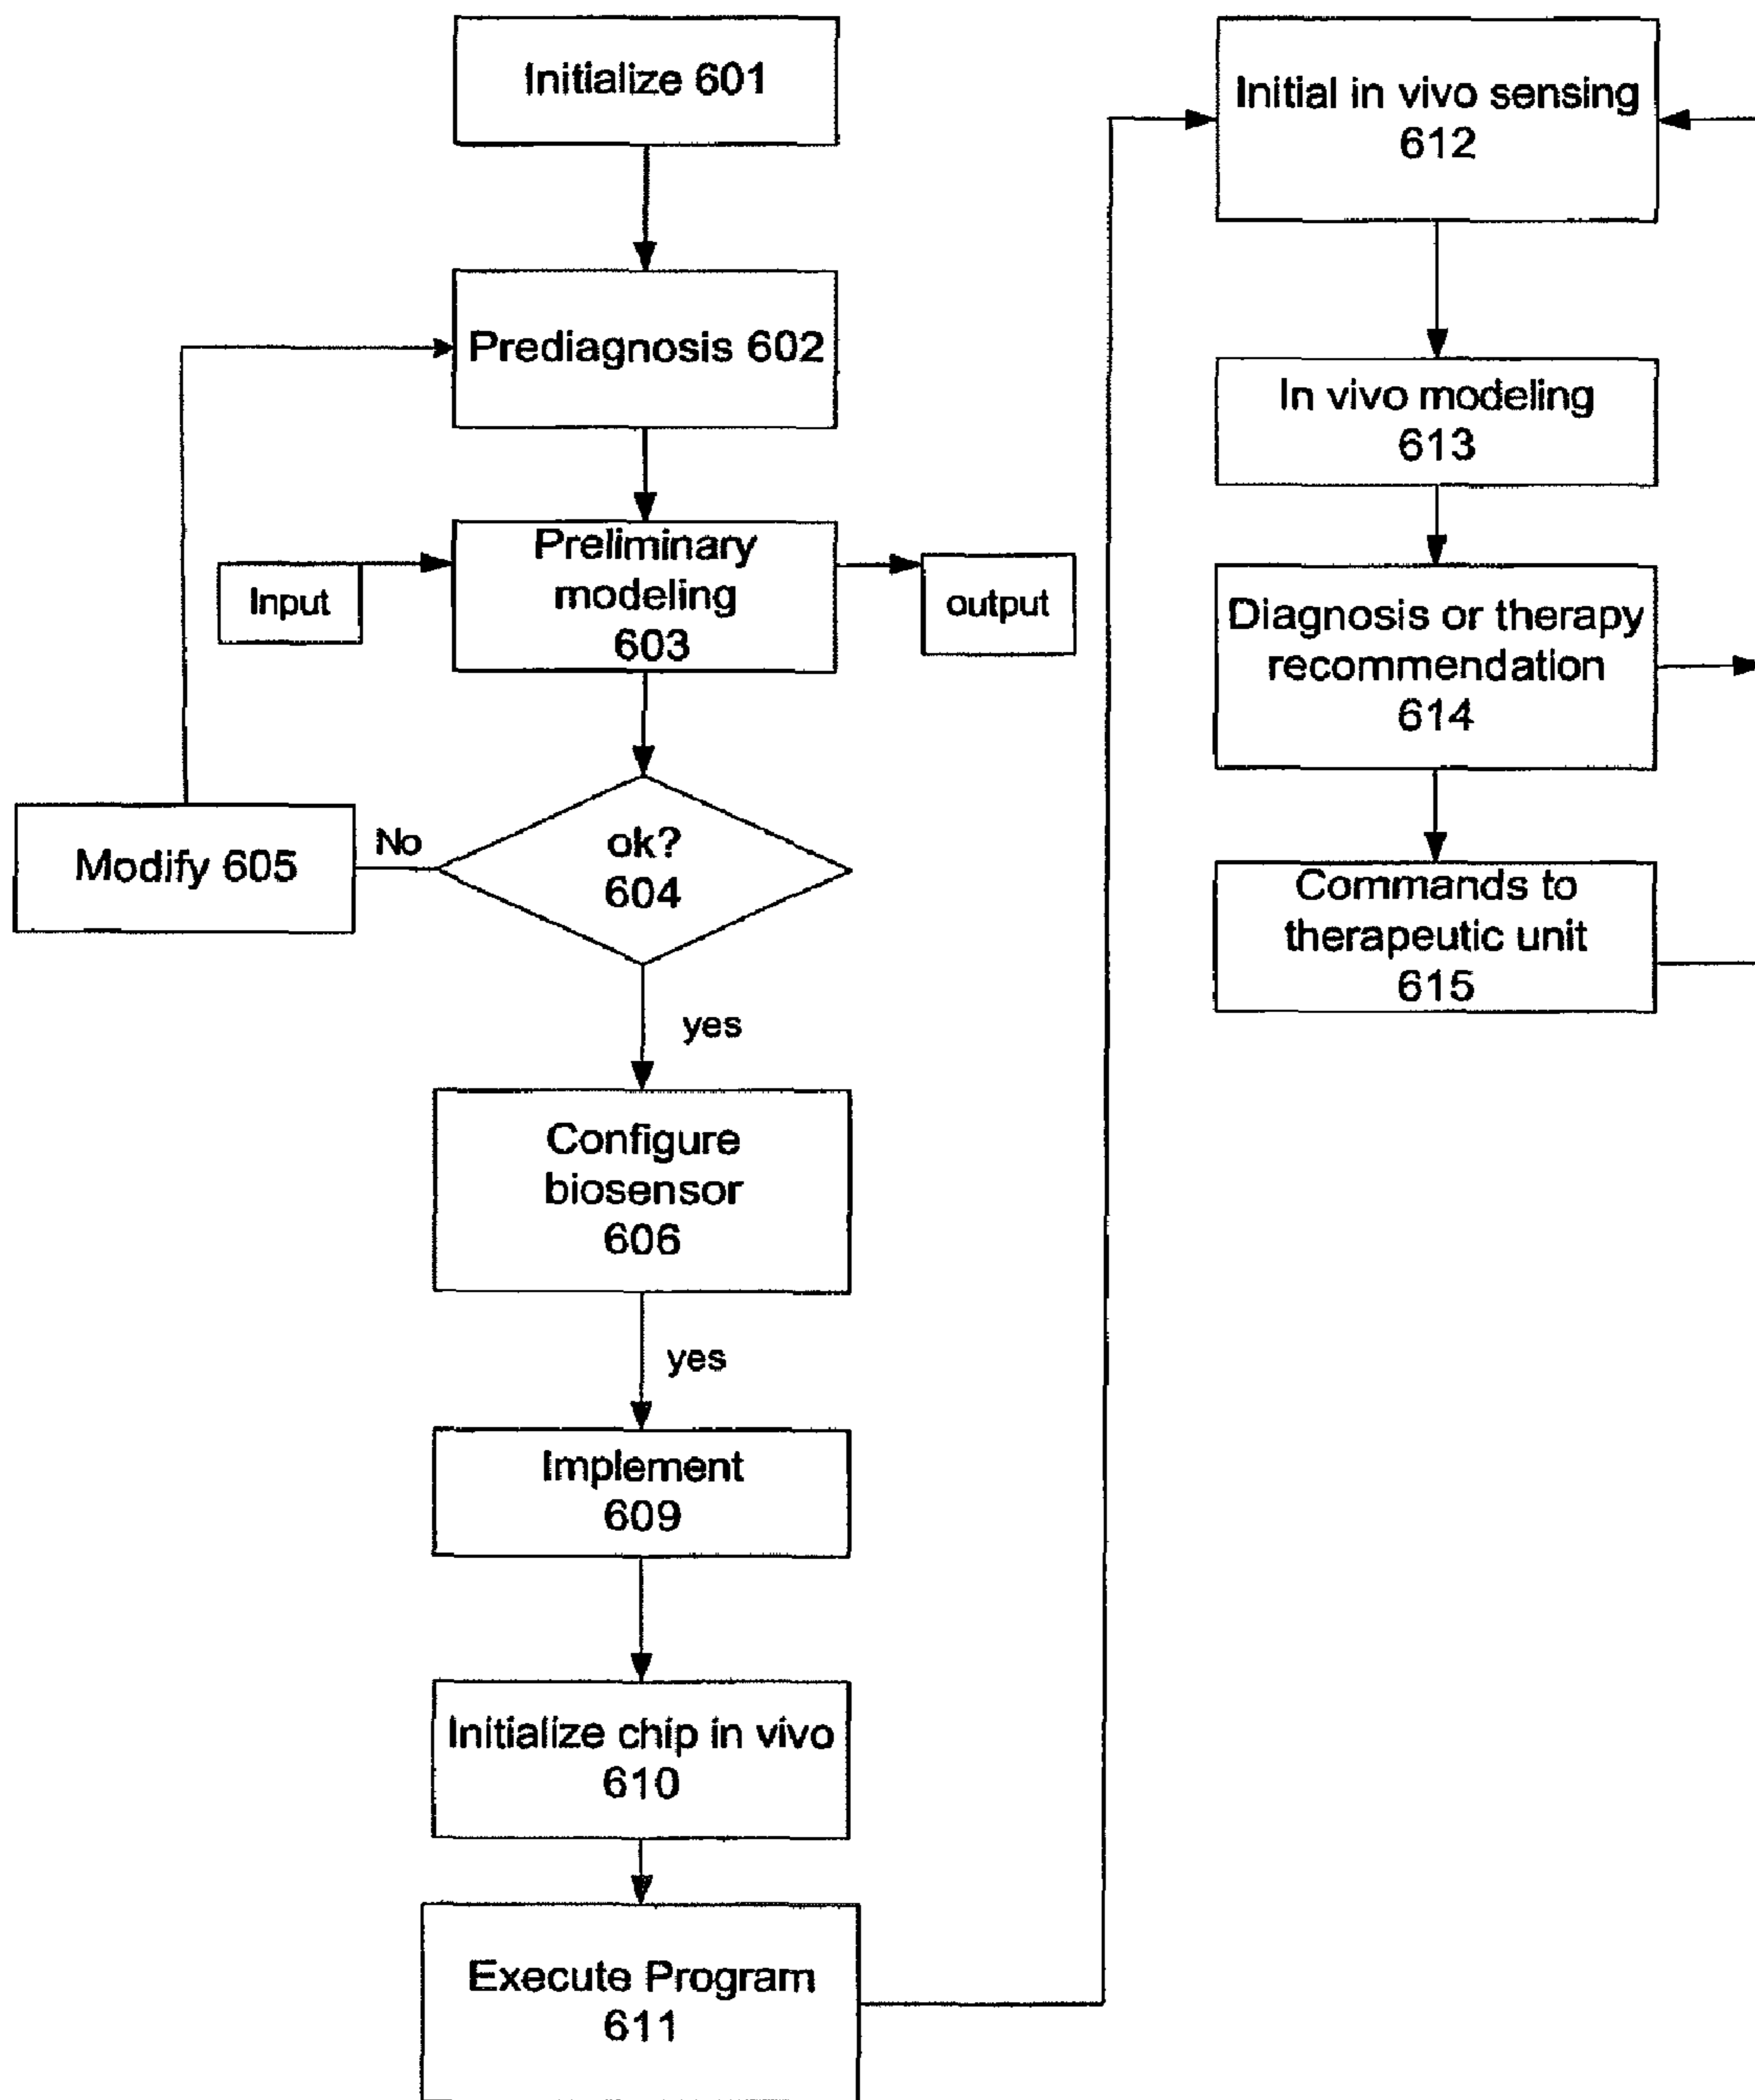 Initialize 601
Prediagnosis 602
Input
Preliminary
modeling
603
output
Modify 605
No
ok?
604
yes
Configure
biosensor
606
yes
Implement
609
Initialize chip in vivo
610
Execute Program
611
Initial in vivo sensing
612
In vivo modeling
613
Diagnosis or therapy
recommendation
614
Commands to
therapeutic unit
615